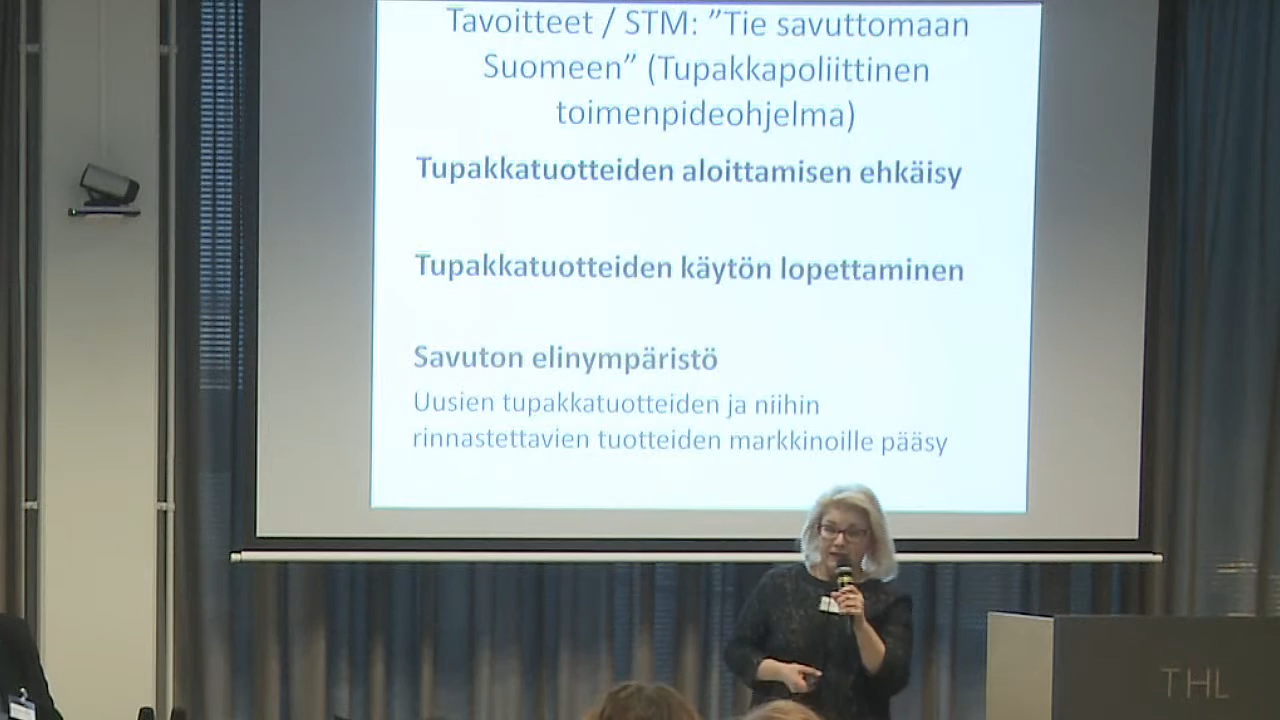 Tavoitteet / STM: ”Tie savuttomaan
Suomeen” (Tupakkapoliittinen
toimenpideohjelma)
Tupakkatuotteiden aloittamisen ehkäisy
Tupakkatuotteiden käytön lopettaminen
Savuton elinympäristö
Uusien tupakkatuotteiden ja niihin
rinnastettavien tuotteiden markkinoille pääsy
THL